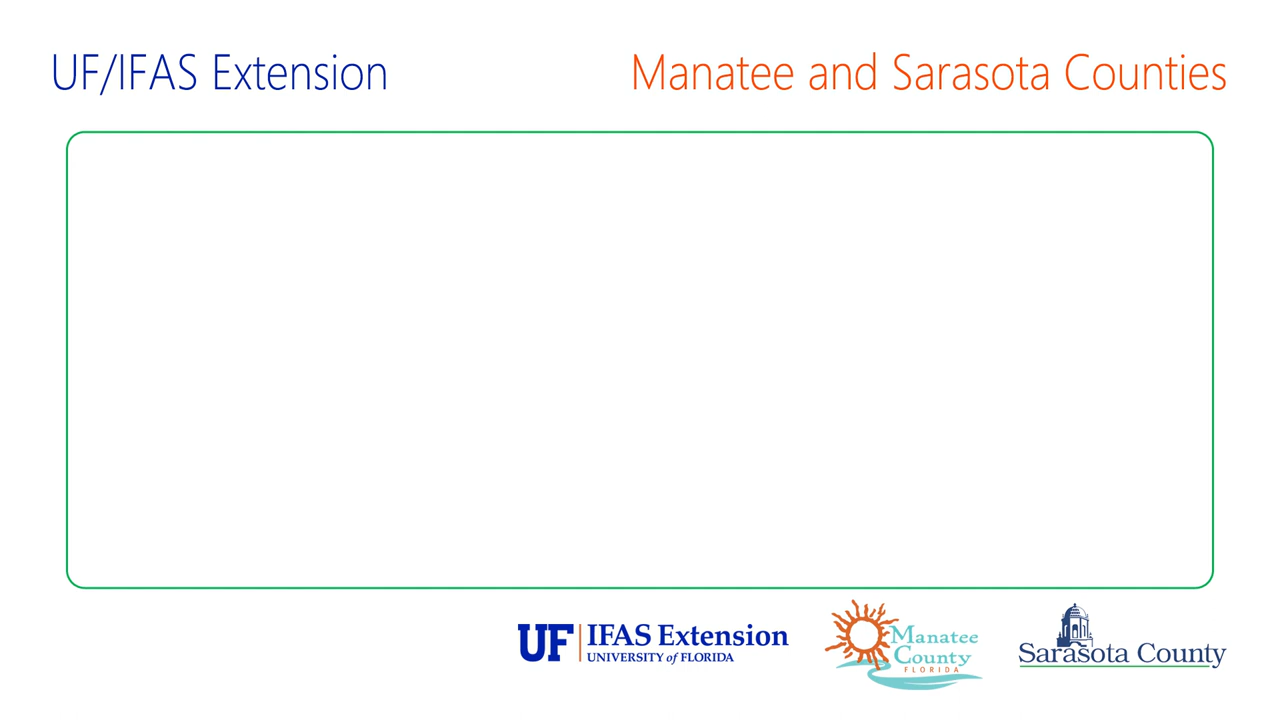 UF/IFAS Extension
Manatee and Sarasota Counties
UF IFAS Extension
UNIVERSITY of FLORIDA
Manatee
County
FLORIDA
Sarasota County